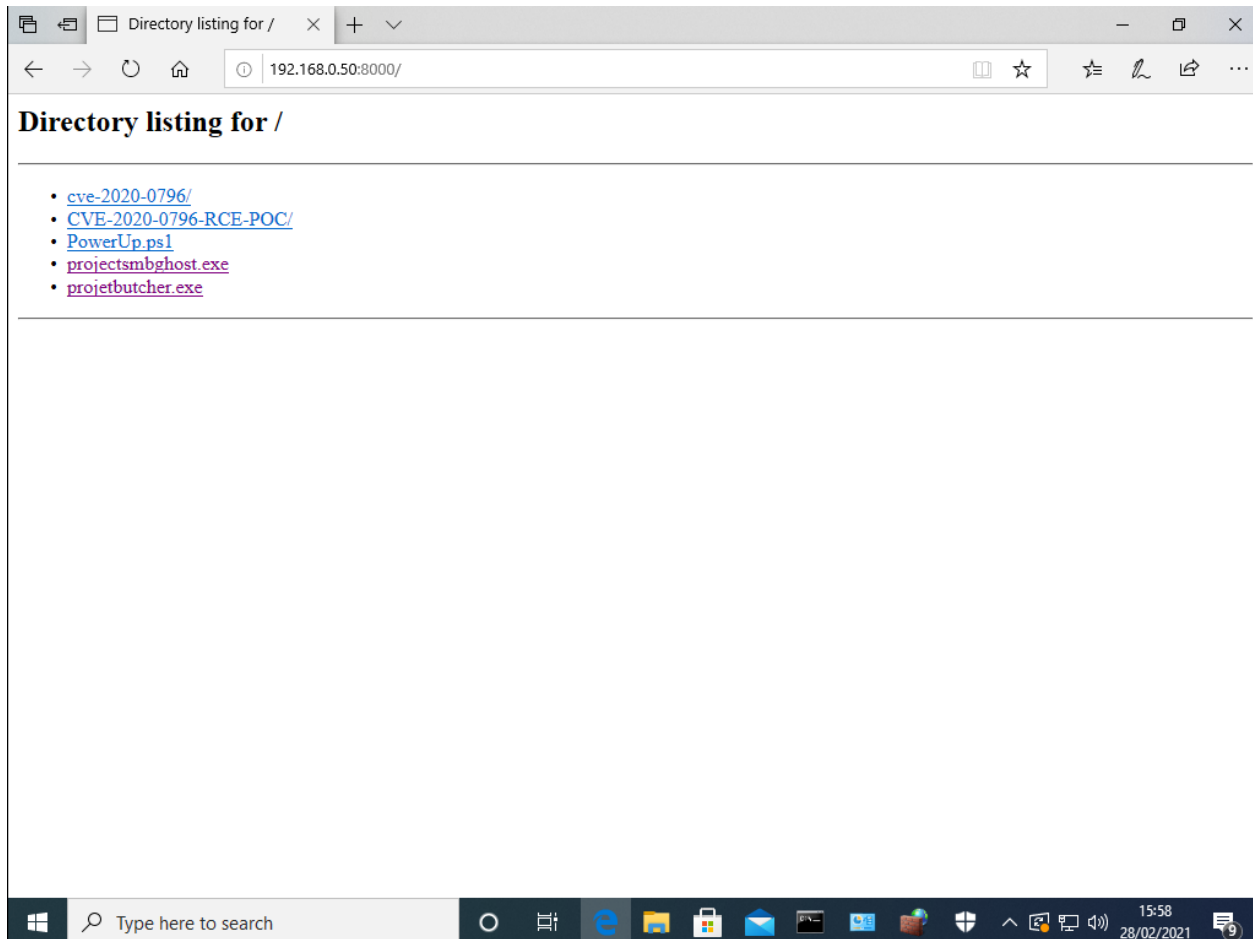 Directory listing for /
192.168.0.50:8000/
Directory listing for /
cve-2020-0796/
CVE-2020-0796-RCE-POC/
PowerUp.ps1
projectsmbghost.exe
projetbutcher.exe
Type here to search
15:58
28/02/2021
9